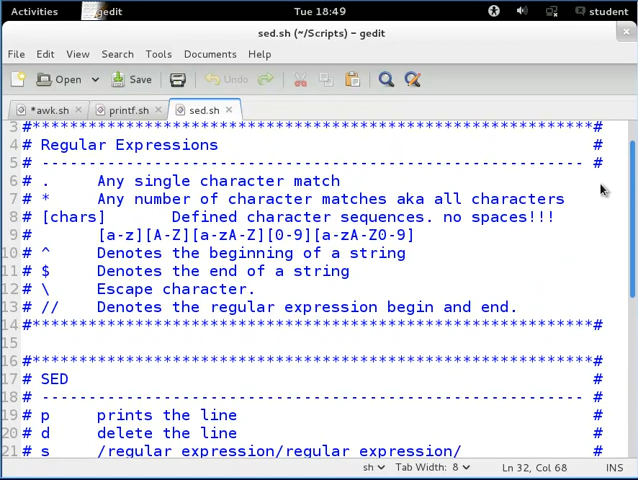 Activities gedit Tue 18:49 student
sed.sh (~/Scripts) - gedit ×
File Edit View Search Tools Documents Help
Open Save Undo
*awk.sh × printf.sh × sed.sh ×
3 #************************************************************#
4 # Regular Expressions #
5 # ---------------------------------------------------------- #
6 # . Any single character match
7 # * Any number of character matches aka all characters
8 # [chars] Defined character sequences. no spaces!!!
9 # [a-z][A-Z][a-zA-Z][0-9][a-zA-Z0-9]
10 # ^ Denotes the beginning of a string
11 # $ Denotes the end of a string
12 # \ Escape character.
13 # // Denotes the regular expression begin and end.
14 #************************************************************#
15
16 #************************************************************#
17 # SED #
18 # ---------------------------------------------------------- #
19 # p prints the line
20 # d delete the line
21 # s /regular expression/regular expression/
sh Tab Width: 8 Ln 32, Col 68 INS